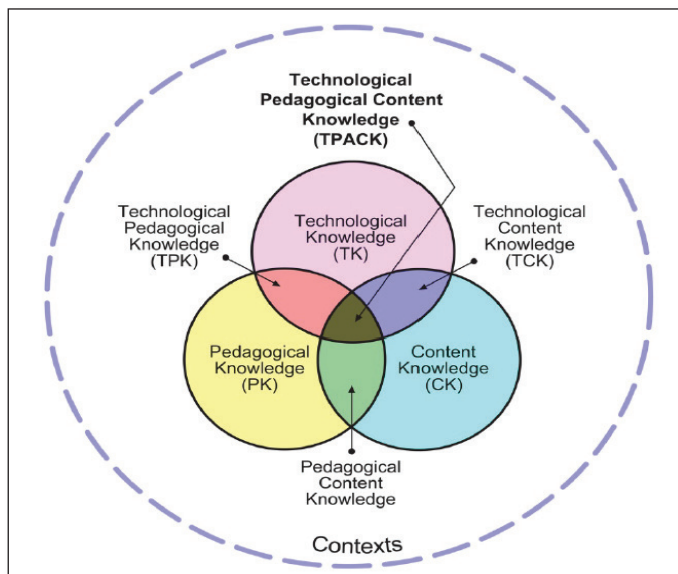 Technological
Pedagogical Content
Knowledge
(TPACK)
Technological
Pedagogical
Knowledge
(TPK)
Technological
Knowledge
(TK)
Technological
Content
Knowledge
(TCK)
Pedagogical
Knowledge
(PK)
Content
Knowledge
(CK)
Pedagogical
Content
Knowledge
Contexts